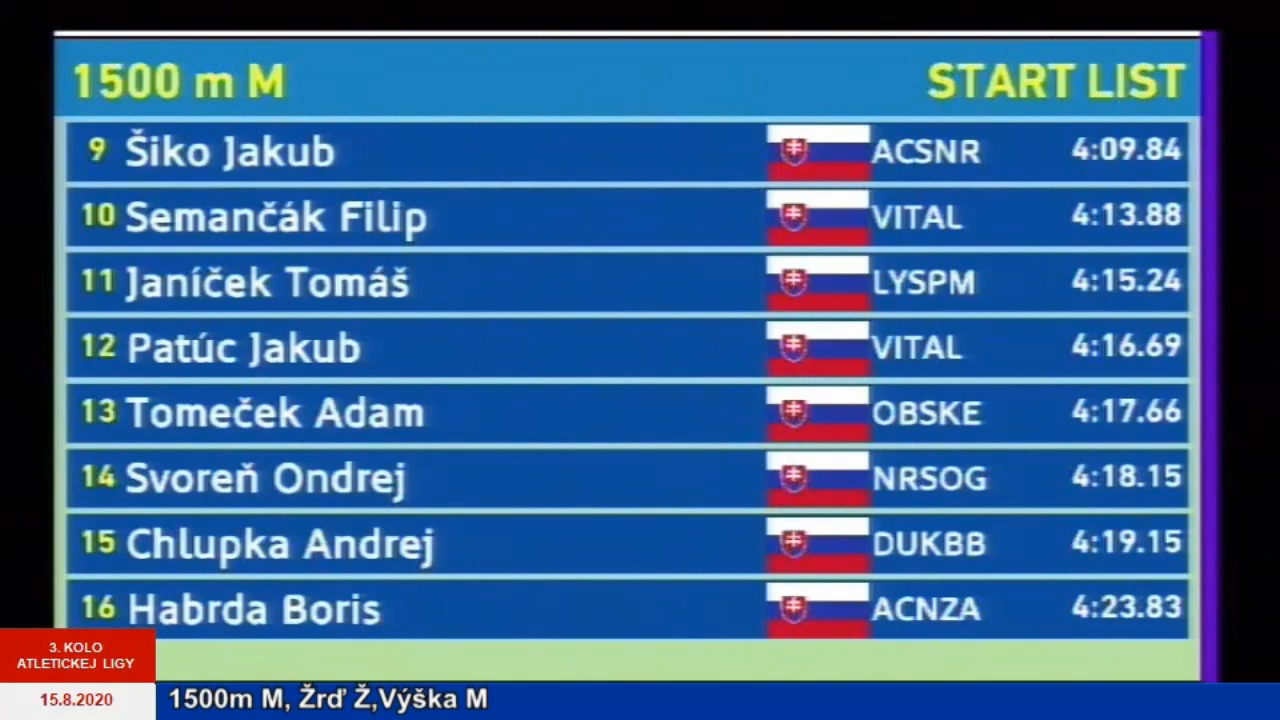 1500 m M START LIST
9 Šiko Jakub ACSNR 4:09.84
10 Semančák Filip VITAL 4:13.88
11 Janíček Tomáš LYSPM 4:15.24
12 Patúc Jakub VITAL 4:16.69
13 Tomeček Adam OBSKE 4:17.66
14 Svoreň Ondrej NRSOG 4:18.15
15 Chlupka Andrej DUKBB 4:19.15
16 Habrda Boris ACNZA 4:23.83
3. KOLO
ATLETICKEJ LIGY
15.8.2020
1500m M, Žrď Ž,Výška M